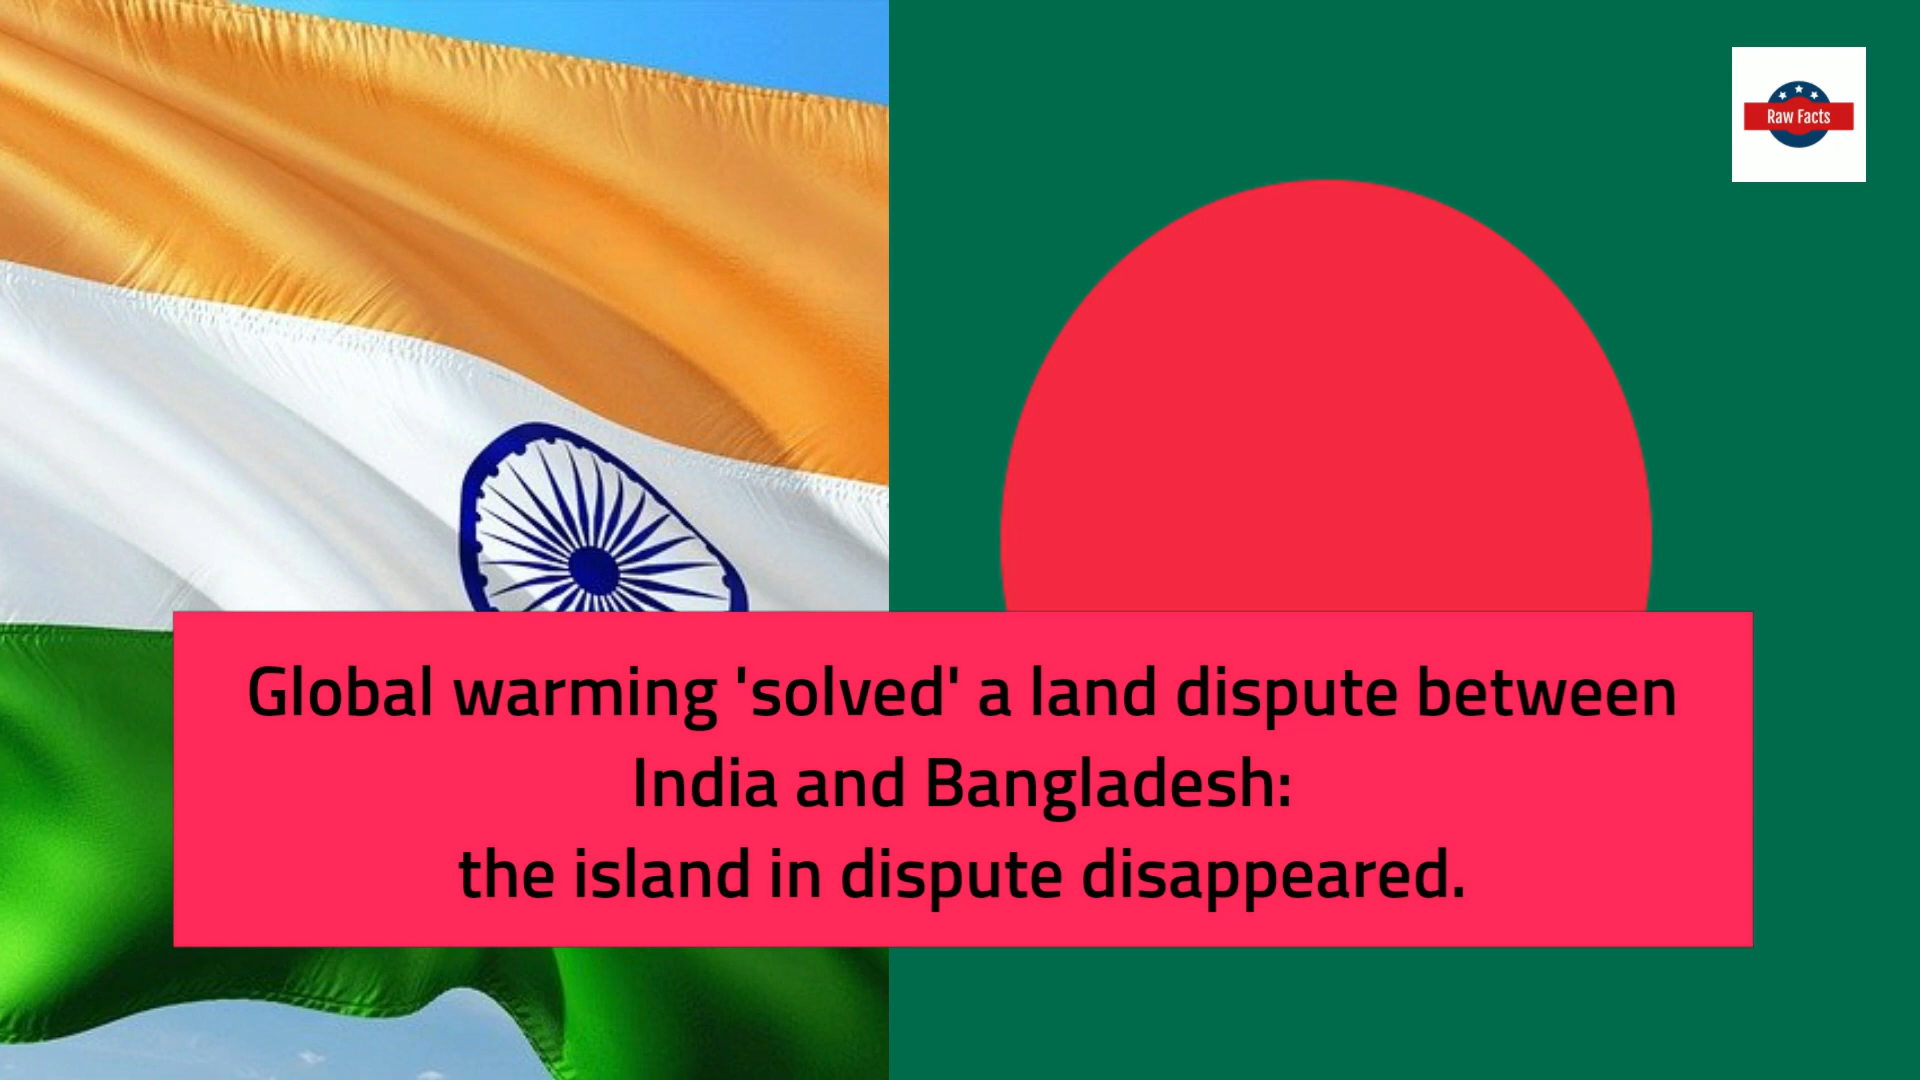 Raw Facts
Global warming 'solved' a land dispute between
India and Bangladesh:
the island in dispute disappeared.